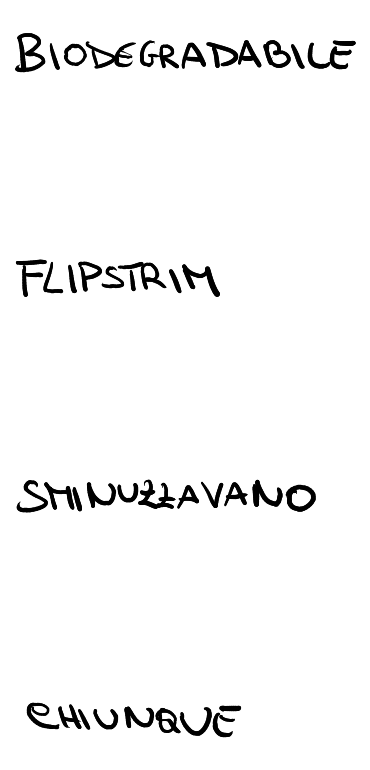 BIODEGRADABILE
FLIPSTRIM
SMINUZZAVANO
CHIUNQUE